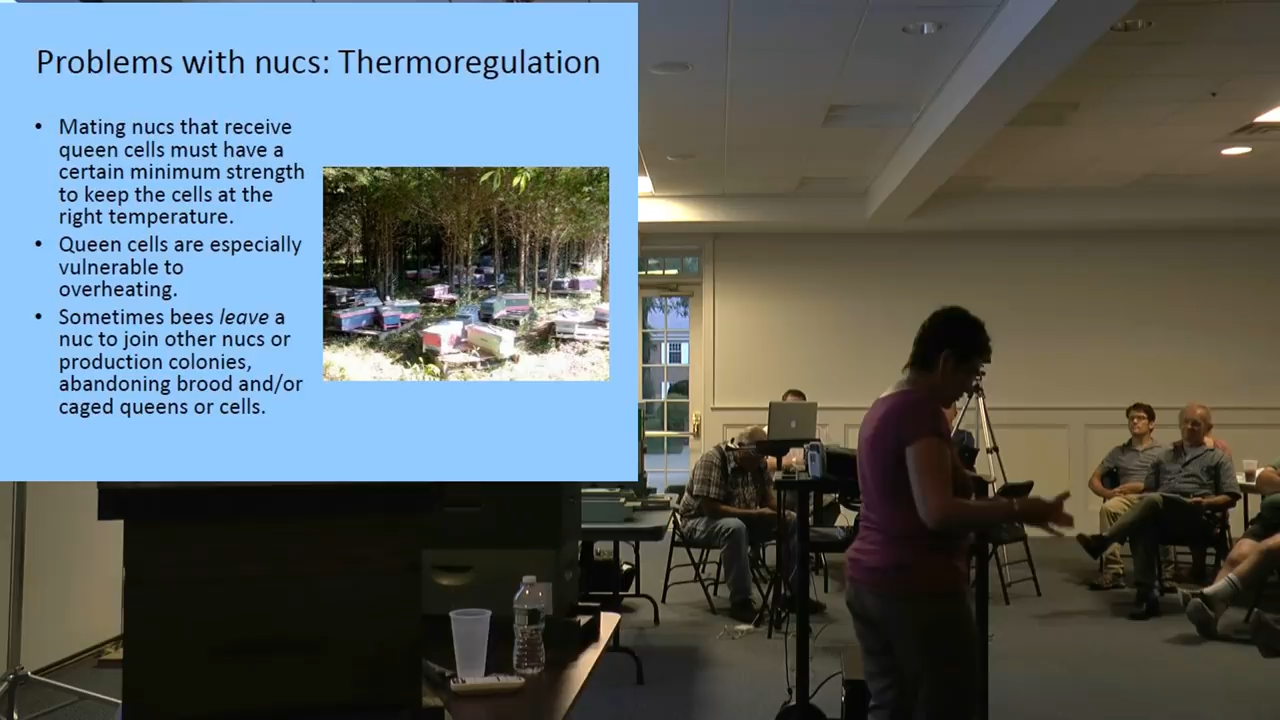 Problems with nucs: Thermoregulation
• Mating nucs that receive
queen cells must have a
certain minimum strength
to keep the cells at the
right temperature.
• Queen cells are especially
vulnerable to
overheating.
• Sometimes bees leave a
nuc to join other nucs or
production colonies,
abandoning brood and/or
caged queens or cells.